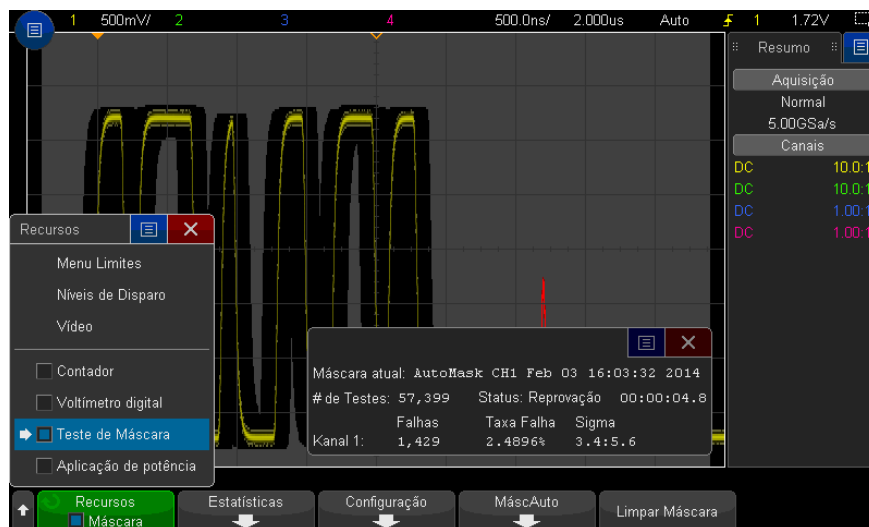 1 500mV/ 2 3 4 500.0ns/ 2.000us Auto 1 1.72V
Resumo
Aquisição
Normal
5.00GSa/s
Canais
DC 10.0:1
DC 10.0:1
DC 1.00:1
DC 1.00:1
Recursos
Menu Limites
Níveis de Disparo
Vídeo
Contador
Voltímetro digital
Teste de Máscara
Aplicação de potência
Máscara atual: AutoMask CH1 Feb 03 16:03:32 2014
# de Testes: 57,399 Status: Reprovação 00:00:04.8
Falhas Taxa Falha Sigma
Kanal 1: 1,429 2.4896% 3.4:5.6
Recursos
Máscara
Estatísticas
Configuração
MáscAuto
Limpar Máscara